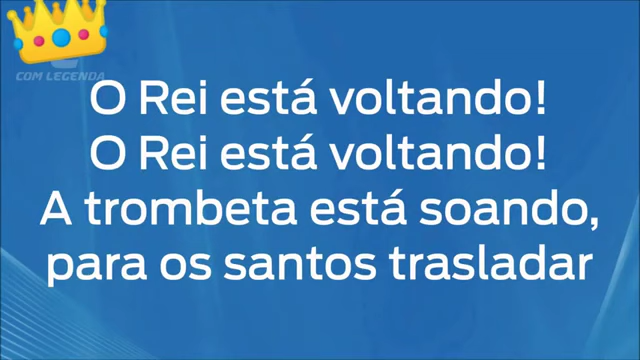 COM LEGENDA
O Rei está voltando!
O Rei está voltando!
A trombeta está soando,
para os santos trasladar